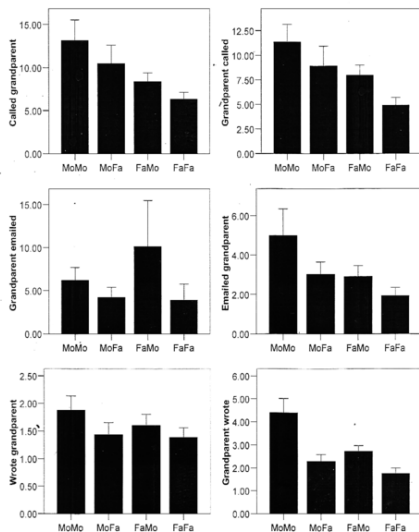 Called grandparent
15.00
10.00
5.00
0.00
MoMo MoFa FaMo FaFa
Grandparent called
12.50
10.00
7.50
5.00
2.50
0.00
MoMo MoFa FaMo FaFa
Grandparent emailed
15.00
10.00
5.00
0.00
MoMo MoFa FaMo FaFa
Emailed grandparent
6.00
4.00
2.00
0.00
MoMo MoFa FaMo FaFa
Wrote grandparent
2.50
2.00
1.50
1.00
0.50
0.00
MoMo MoFa FaMo FaFa
Grandparent wrote
6.00
5.00
4.00
3.00
2.00
1.00
0.00
MoMo MoFa FaMo FaFa